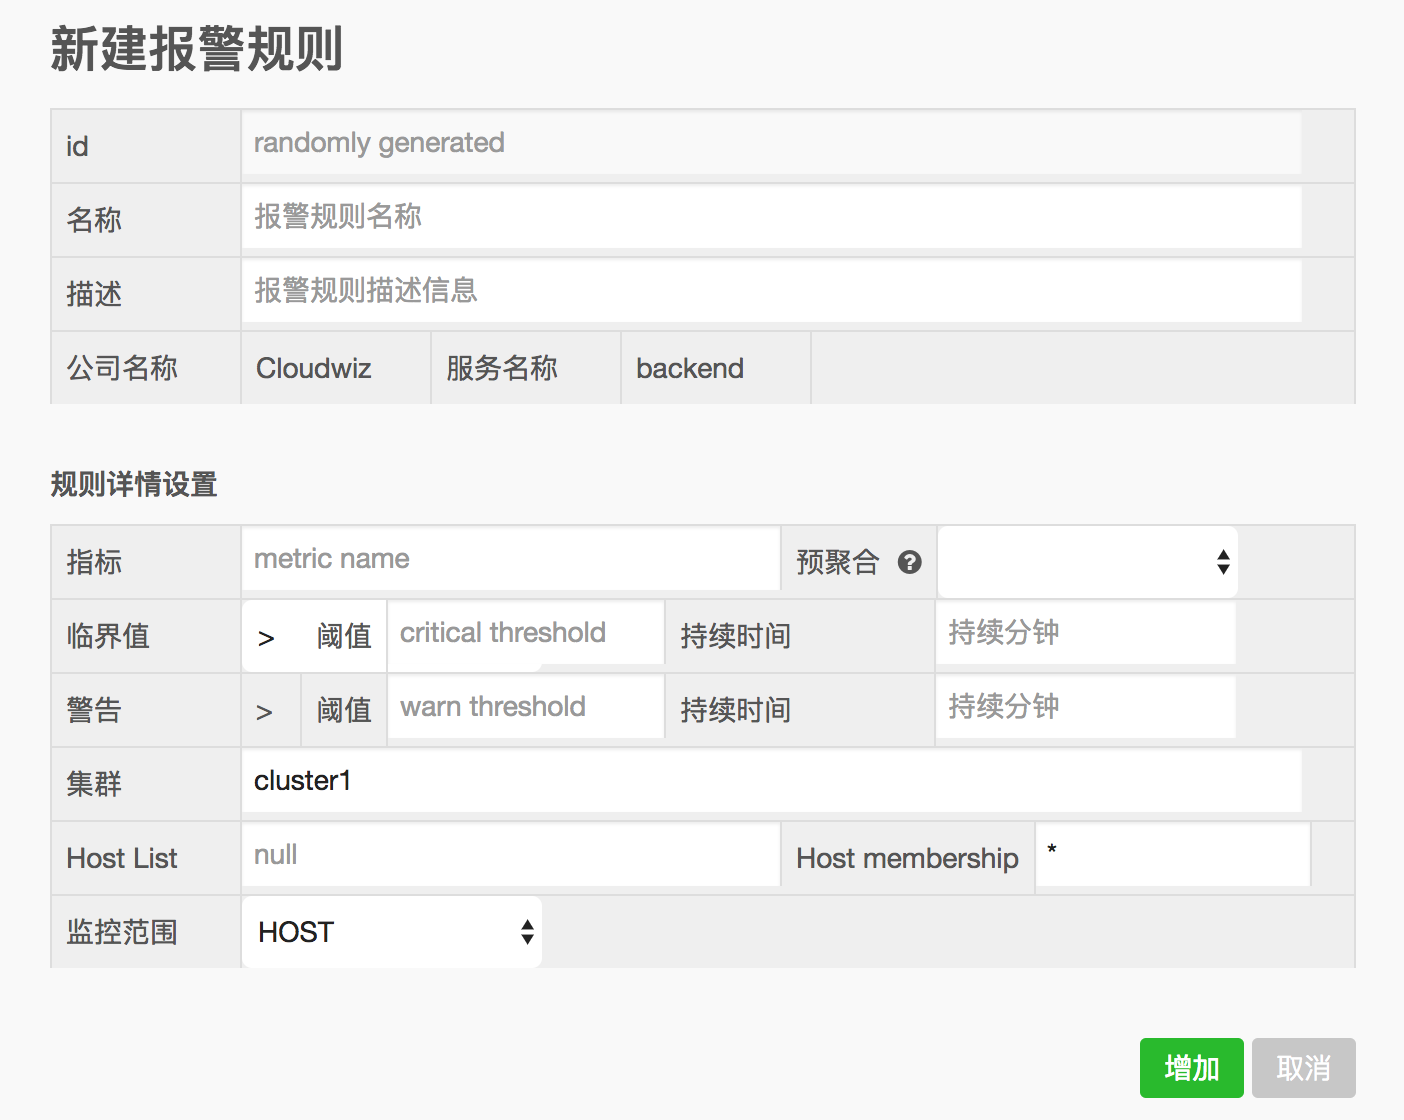 新建报警规则
id randomly generated
名称 报警规则名称
描述 报警规则描述信息
公司名称 Cloudwiz 服务名称 backend
规则详情设置
指标 metric name 预聚合 ?
临界值 > 阈值 critical threshold 持续时间 持续分钟
警告 > 阈值 warn threshold 持续时间 持续分钟
集群 cluster1
Host List null Host membership *
监控范围 HOST
增加 取消